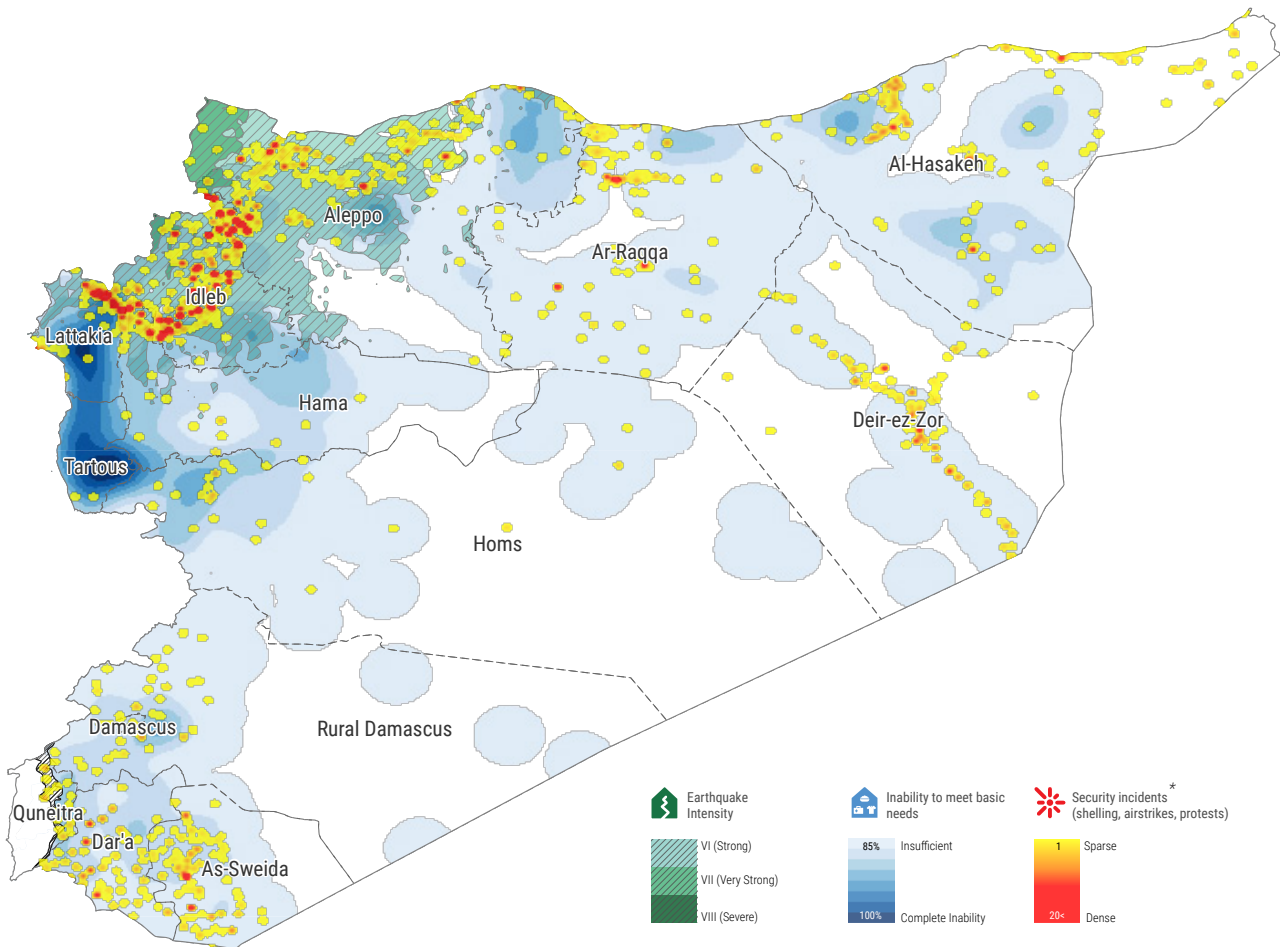 Al-Hasakeh
Aleppo
Ar-Raqqa
Idleb
Lattakia
Hama
Deir-ez-Zor
Tartous
Homs
Damascus
Rural Damascus
Quneitra
Dar'a
As-Sweida
Earthquake
Intensity
VI (Strong)
VII (Very Strong)
VIII (Severe)
Inability to meet basic
needs
85% Insufficient
100% Complete Inability
Security incidents *
(shelling, airstrikes, protests)
1 Sparse
20< Dense